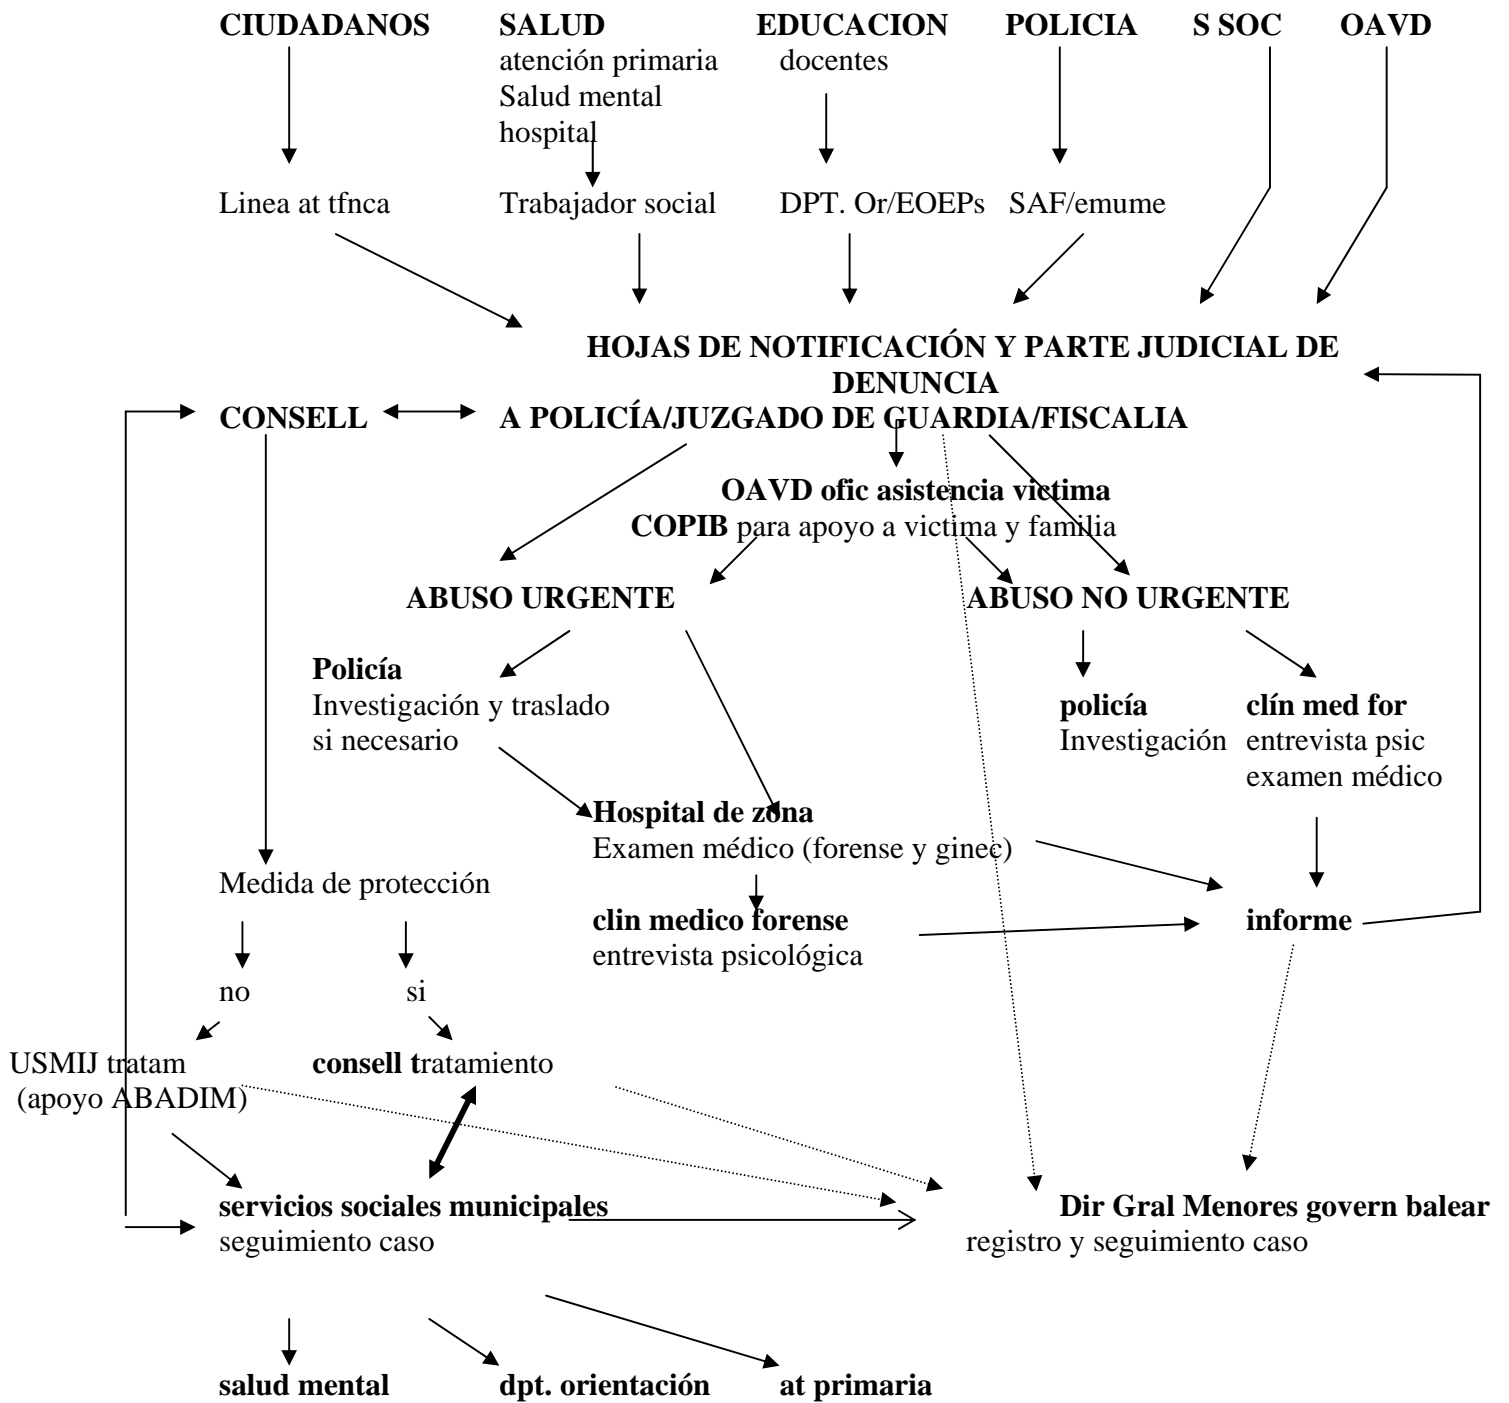 CIUDADANOS SALUD EDUCACION POLICIA S SOC OAVD
atención primaria docentes
Salud mental
hospital
Linea at tfnca Trabajador social DPT. Or/EOEPs SAF/emume
HOJAS DE NOTIFICACIÓN Y PARTE JUDICIAL DE
DENUNCIA
CONSELL A POLICÍA/JUZGADO DE GUARDIA/FISCALIA
OAVD ofic asistencia victima
COPIB para apoyo a victima y familia
ABUSO URGENTE ABUSO NO URGENTE
Policía
Investigación y traslado policía clín med for
si necesario Investigación entrevista psic
examen médico
Hospital de zona
Examen médico (forense y ginec)
Medida de protección
clin medico forense informe
entrevista psicológica
no si
USMIJ tratam consell tratamiento
(apoyo ABADIM)
servicios sociales municipales Dir Gral Menores govern balear
seguimiento caso registro y seguimiento caso
salud mental dpt. orientación at primaria